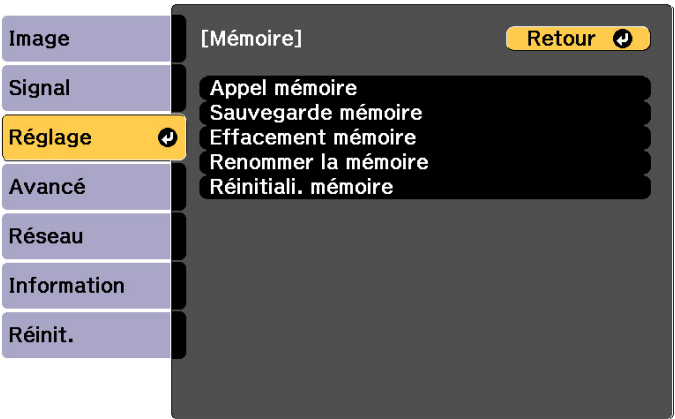 Image
Signal
Réglage
Avancé
Réseau
Information
Réinit.
[Mémoire]
Retour
Appel mémoire
Sauvegarde mémoire
Effacement mémoire
Renommer la mémoire
Réinitiali. mémoire